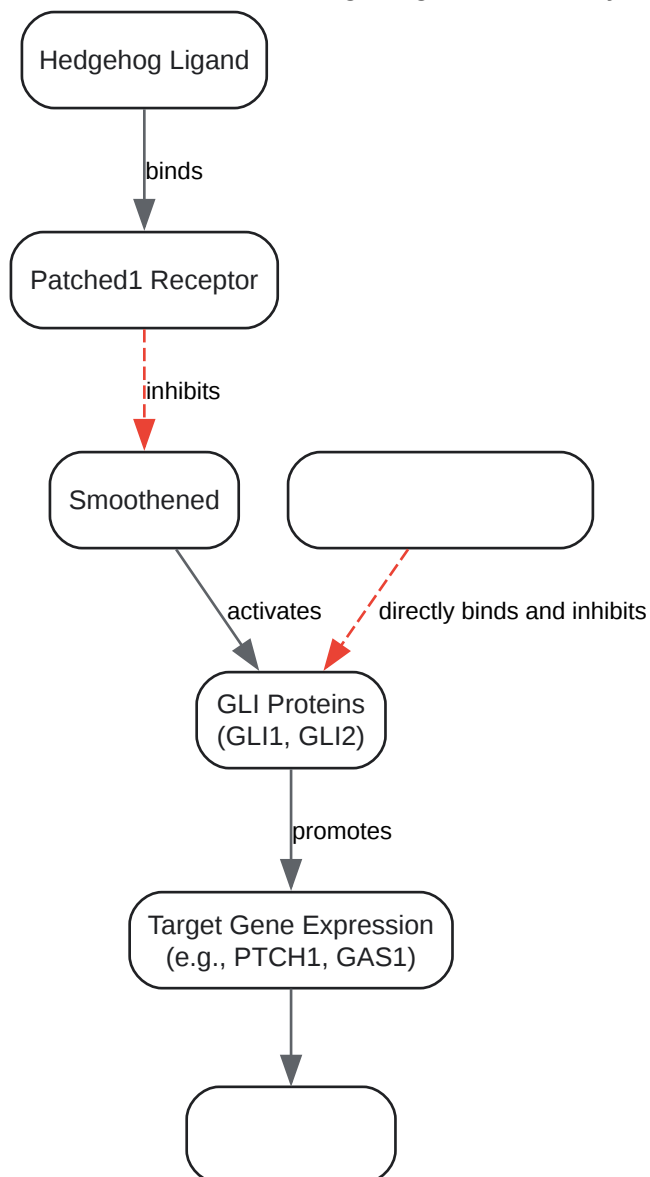 Hedgehog Ligand
binds
Patched1 Receptor
inhibits
Smoothened
activates
directly binds and inhibits
GLI Proteins
(GLI1, GLI2)
promotes
Target Gene Expression
(e.g., PTCH1, GAS1)